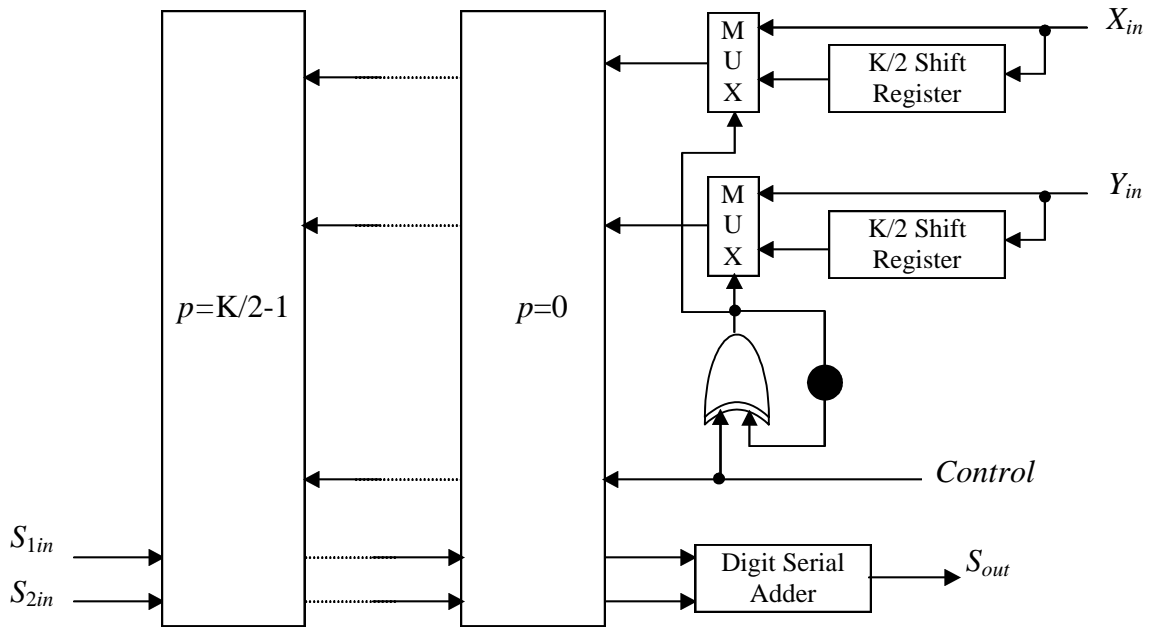 M
U
X
X_in
K/2 Shift
Register
M
U
X
Y_in
K/2 Shift
Register
p=K/2-1
p=0
Control
S_1in
S_2in
Digit Serial
Adder
S_out